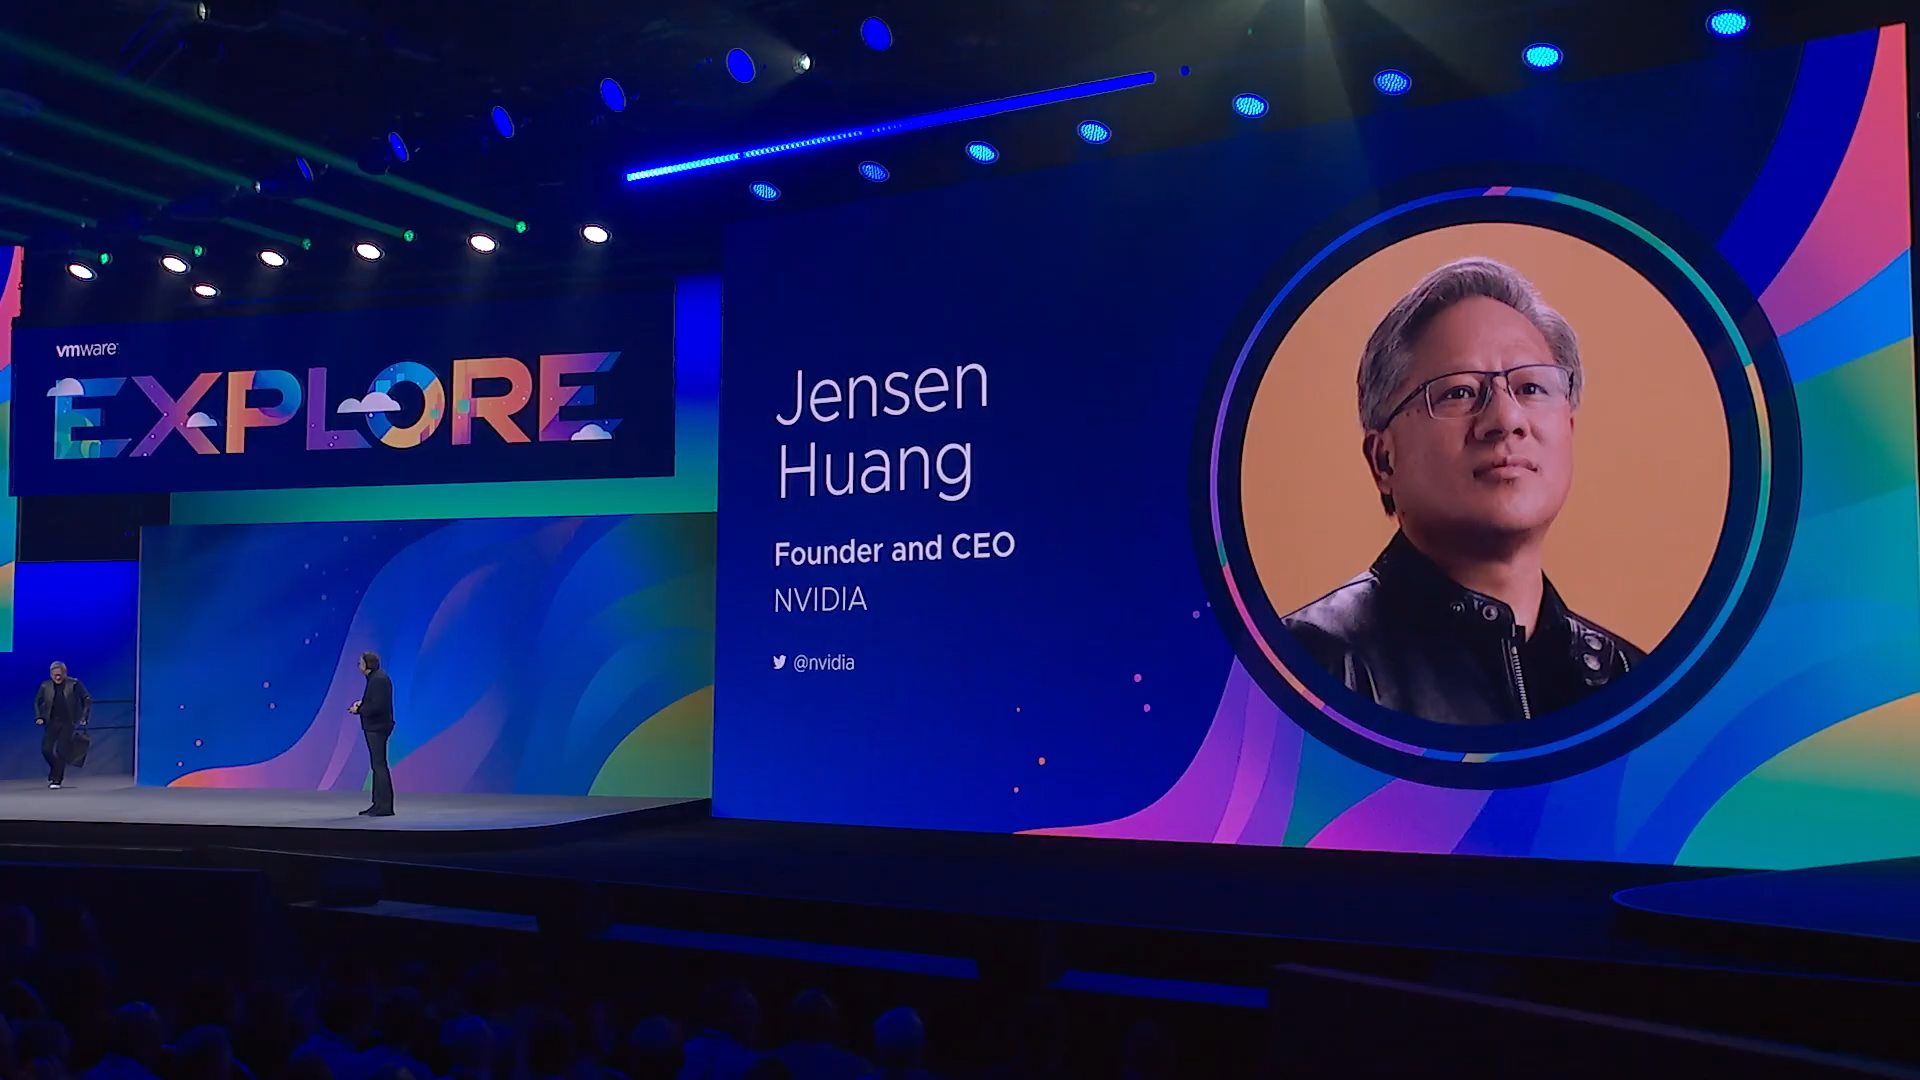 vmware
EXPLORE
Jensen
Huang
Founder and CEO
NVIDIA
@nvidia